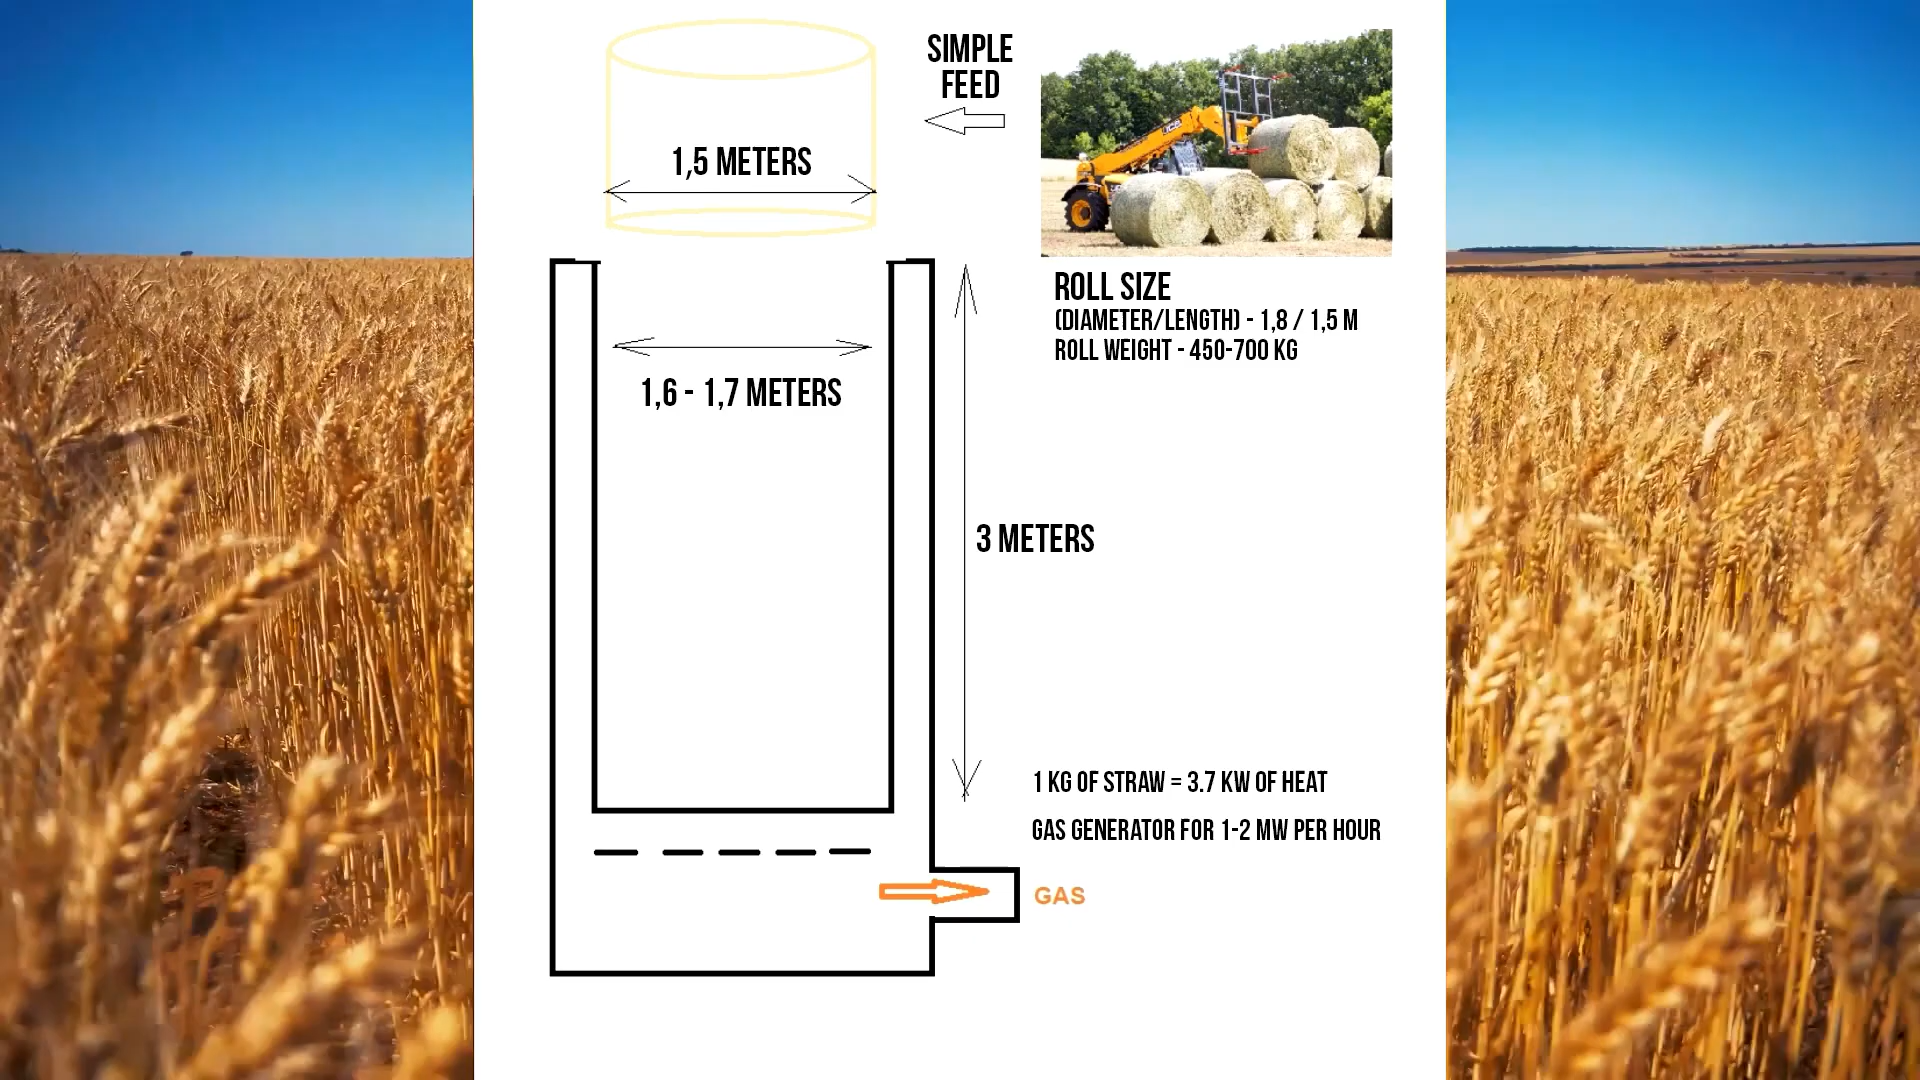 SIMPLE
FEED
1,5 METERS
JCB
ROLL SIZE
(DIAMETER/LENGTH) - 1,8 / 1,5 M
ROLL WEIGHT - 450-700 KG
1,6 - 1,7 METERS
3 METERS
1 KG OF STRAW = 3.7 KW OF HEAT
GAS GENERATOR FOR 1-2 MW PER HOUR
GAS